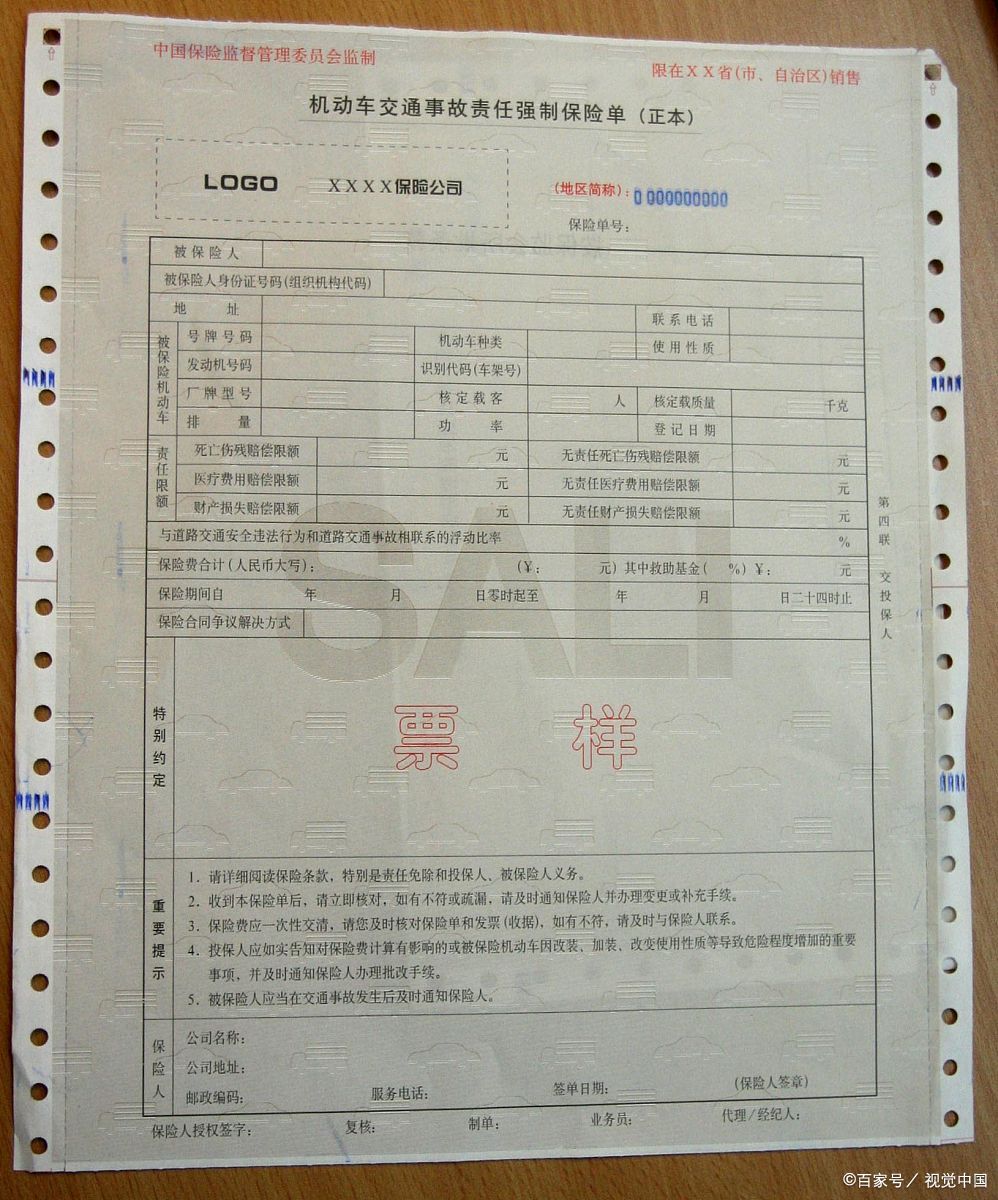 中国保险监督管理委员会监制
限在XX省(市、自治区)销售
机动车交通事故责任强制保险单（正本）
LOGO XXXX保险公司
（地区简称）：0 000000000
保险单号：
被保险人
被保险人身份证号码(组织机构代码)
地址 联系电话
被保险机动车
号牌号码 机动车种类 使用性质
发动机号码 识别代码(车架号)
厂牌型号 核定载客 人 核定载质量 千克
排量 功率 登记日期
责任限额
死亡伤残赔偿限额 元 无责任死亡伤残赔偿限额 元
医疗费用赔偿限额 元 无责任医疗费用赔偿限额 元
财产损失赔偿限额 元 无责任财产损失赔偿限额 元
与道路交通安全违法行为和道路交通事故相联系的浮动比率 %
保险费合计(人民币大写)： (￥： 元) 其中救助基金( %) ￥： 元
保险期间自 年 月 日零时起至 年 月 日二十四时止
保险合同争议解决方式
第四联 交投保人
SALI
特别约定
票样
重要提示
1. 请详细阅读保险条款，特别是责任免除和投保人、被保险人义务。
2. 收到本保险单后，请立即核对，如有不符或疏漏，请及时通知保险人并办理变更或补充手续。
3. 保险费应一次性交清，请您及时核对保险单和发票(收据)，如有不符，请及时与保险人联系。
4. 投保人应如实告知对保险费计算有影响的或被保险机动车因改装、加装、改变使用性质等导致危险程度增加的重要
事项，并及时通知保险人办理批改手续。
5. 被保险人应当在交通事故发生后及时通知保险人。
保险人
公司名称：
公司地址：
邮政编码： 服务电话： 签单日期： (保险人签章)
保险人授权签字： 复核： 制单： 业务员： 代理/经纪人：
©百家号／视觉中国